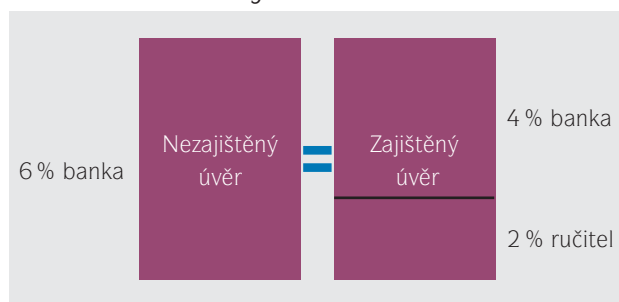 6 % banka
Nezajištěný
úvěr
=
Zajištěný
úvěr
4 % banka
2 % ručitel